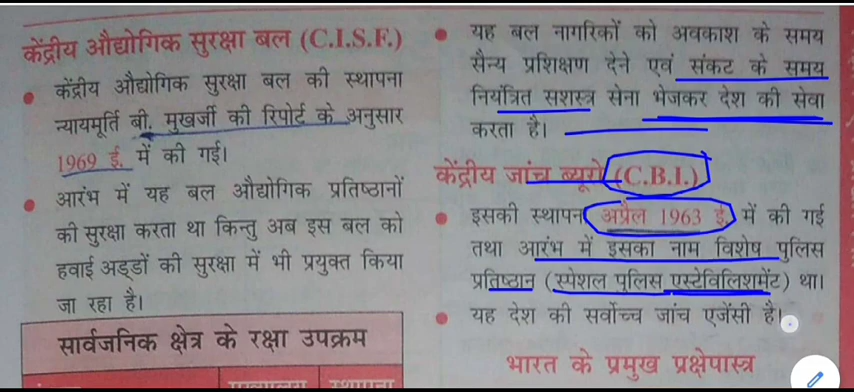 केंद्रीय औद्योगिक सुरक्षा बल (C.I.S.F.)
केंद्रीय औद्योगिक सुरक्षा बल की स्थापना
न्यायमूर्ति बी. मुखर्जी की रिपोर्ट के अनुसार
1969 ई. में की गई।
आरंभ में यह बल औद्योगिक प्रतिष्ठानों
की सुरक्षा करता था किन्तु अब इस बल को
हवाई अड्डों की सुरक्षा में भी प्रयुक्त किया
जा रहा है।
सार्वजनिक क्षेत्र के रक्षा उपक्रम
यह बल नागरिकों को अवकाश के समय
सैन्य प्रशिक्षण देने एवं संकट के समय
नियंत्रित सशस्त्र सेना भेजकर देश की सेवा
करता है।
केंद्रीय जांच ब्यूरो (C.B.I.)
इसकी स्थापना अप्रैल 1963 ई. में की गई
तथा आरंभ में इसका नाम विशेष पुलिस
प्रतिष्ठान (स्पेशल पुलिस एस्टेविलिशमेंट) था।
यह देश की सर्वोच्च जांच एजेंसी है।
भारत के प्रमुख प्रक्षेपास्त्र